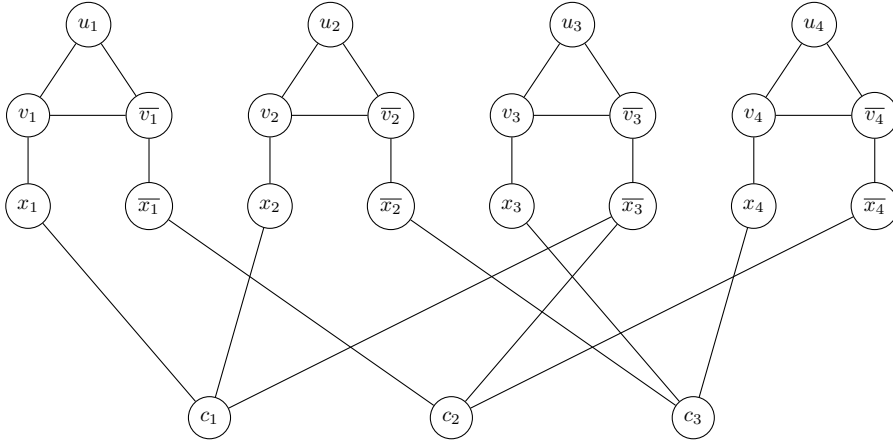 u₁ u₂ u₃ u₄
v₁ v̅₁ v₂ v̅₂ v₃ v̅₃ v₄ v̅₄
x₁ x̅₁ x₂ x̅₂ x₃ x̅₃ x₄ x̅₄
c₁ c₂ c₃